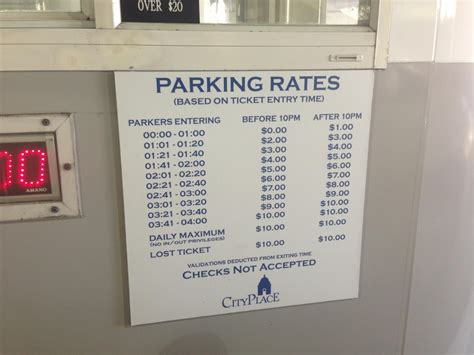 OVER $20
00
AMANO
PARKING RATES
(BASED ON TICKET ENTRY TIME)
PARKERS ENTERING BEFORE 10PM AFTER 10PM
00:00 - 01:00 $0.00 $1.00
01:01 - 01:20 $2.00 $3.00
01:21 - 01:40 $3.00 $4.00
01:41 - 02:00 $5.00 $6.00
02:01 - 02:20 $6.00 $7.00
02:21 - 02:40 $7.00 $8.00
02:41 - 03:00 $8.00 $9.00
03:01 - 03:20 $9.00 $10.00
03:21 - 03:40 $10.00 $10.00
03:41 - 04:00 $10.00 $10.00
DAILY MAXIMUM $10.00 $10.00
(NO IN/OUT PRIVILEGES)
LOST TICKET $10.00 $10.00
VALIDATIONS DEDUCTED FROM EXITING TIME
CHECKS NOT ACCEPTED
CITYPLACE